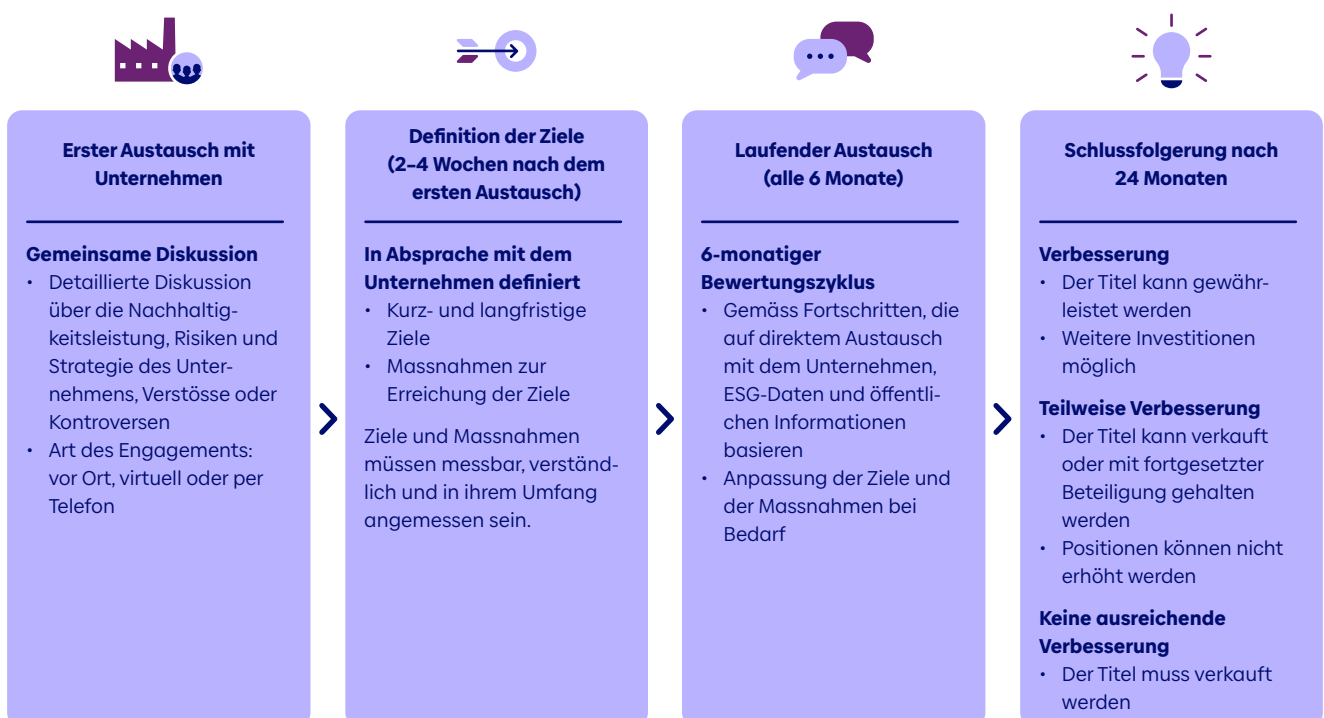 Erster Austausch mit
Unternehmen
Gemeinsame Diskussion
• Detaillierte Diskussion
über die Nachhaltig-
keitsleistung, Risiken und
Strategie des Unter-
nehmens, Verstösse oder
Kontroversen
• Art des Engagements:
vor Ort, virtuell oder per
Telefon
Definition der Ziele
(2–4 Wochen nach dem
ersten Austausch)
In Absprache mit dem
Unternehmen definiert
• Kurz- und langfristige
Ziele
• Massnahmen zur
Erreichung der Ziele
Ziele und Massnahmen
müssen messbar, verständ-
lich und in ihrem Umfang
angemessen sein.
Laufender Austausch
(alle 6 Monate)
6-monatiger
Bewertungszyklus
• Gemäss Fortschritten, die
auf direktem Austausch
mit dem Unternehmen,
ESG-Daten und öffentli-
chen Informationen
basieren
• Anpassung der Ziele und
der Massnahmen bei
Bedarf
Schlussfolgerung nach
24 Monaten
Verbesserung
• Der Titel kann gewähr-
leistet werden
• Weitere Investitionen
möglich
Teilweise Verbesserung
• Der Titel kann verkauft
oder mit fortgesetzter
Beteiligung gehalten
werden
• Positionen können nicht
erhöht werden
Keine ausreichende
Verbesserung
• Der Titel muss verkauft
werden